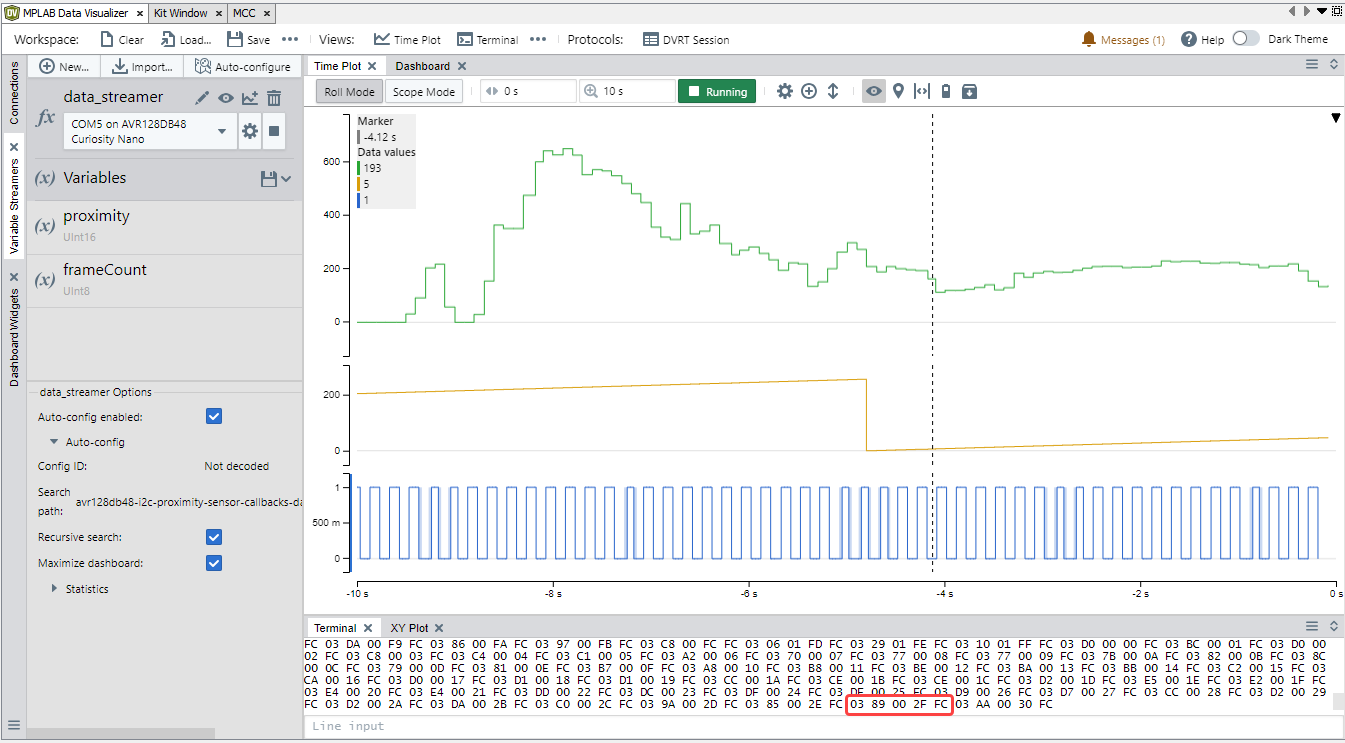 MPLAB Data Visualizer × Kit Window × MCC ×
Workspace: Clear Load... Save ••• Views: Time Plot Terminal ••• Protocols: DVRT Session Messages (1) Help Dark Theme
Connections
Variable Streamers
Dashboard Widgets
New... Import... Auto-configure
data_streamer
COM5 on AVR128DB48
Curiosity Nano
(x) Variables
(x) proximity
UInt16
(x) frameCount
UInt8
data_streamer Options
Auto-config enabled:
Auto-config
Config ID: Not decoded
Search
path: avr128db48-i2c-proximity-sensor-callbacks-da
Recursive search:
Maximize dashboard:
Statistics
Time Plot Dashboard
Roll Mode Scope Mode 0 s 10 s Running
Marker
-4.12 s
Data values
193
5
1
600
400
200
0
200
0
1
500 m
0
-10 s -8 s -6 s -4 s -2 s 0 s
Terminal XY Plot
FC 03 DA 00 F9 FC 03 86 00 FA FC 03 97 00 FB FC 03 C8 00 FC FC 03 06 01 FD FC 03 29 01 FE FC 03 10 01 FF FC 03 D0 00 00 FC 03 BC 00 01 FC 03 D0 00
02 FC 03 C8 00 03 FC 03 C4 00 04 FC 03 C1 00 05 FC 03 A2 00 06 FC 03 70 00 07 FC 03 77 00 08 FC 03 77 00 09 FC 03 7B 00 0A FC 03 82 00 0B FC 03 8C
00 0C FC 03 79 00 0D FC 03 81 00 0E FC 03 B7 00 0F FC 03 A8 00 10 FC 03 B8 00 11 FC 03 BE 00 12 FC 03 BA 00 13 FC 03 BB 00 14 FC 03 C2 00 15 FC 03
CA 00 16 FC 03 D0 00 17 FC 03 D1 00 18 FC 03 D1 00 19 FC 03 CC 00 1A FC 03 CE 00 1B FC 03 CE 00 1C FC 03 D2 00 1D FC 03 E5 00 1E FC 03 E2 00 1F FC
03 E4 00 20 FC 03 E4 00 21 FC 03 DD 00 22 FC 03 DC 00 23 FC 03 DF 00 24 FC 03 DF 00 25 FC 03 D9 00 26 FC 03 D7 00 27 FC 03 CC 00 28 FC 03 D2 00 29
FC 03 D2 00 2A FC 03 DA 00 2B FC 03 C0 00 2C FC 03 9A 00 2D FC 03 85 00 2E FC 03 89 00 2F FC 03 AA 00 30 FC
Line input